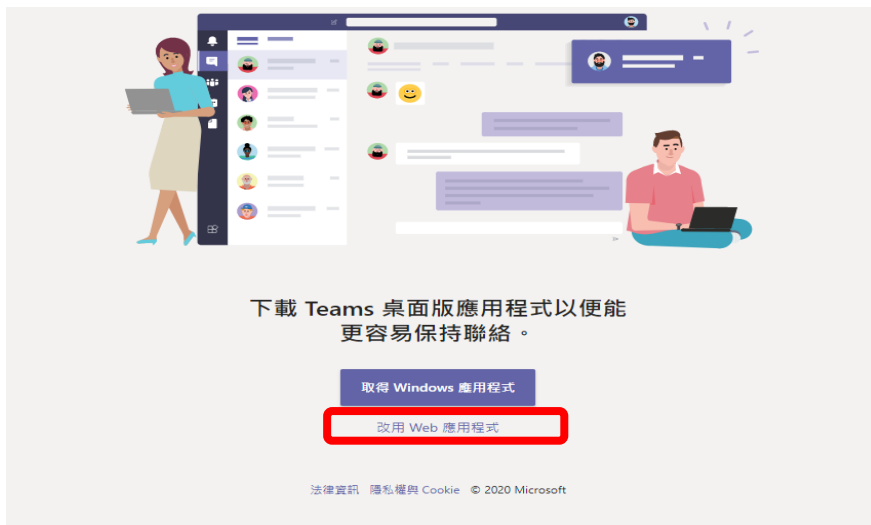 下載 Teams 桌面版應用程式以便能
更容易保持聯絡。
取得 Windows 應用程式
改用 Web 應用程式
法律資訊 隱私權與 Cookie © 2020 Microsoft